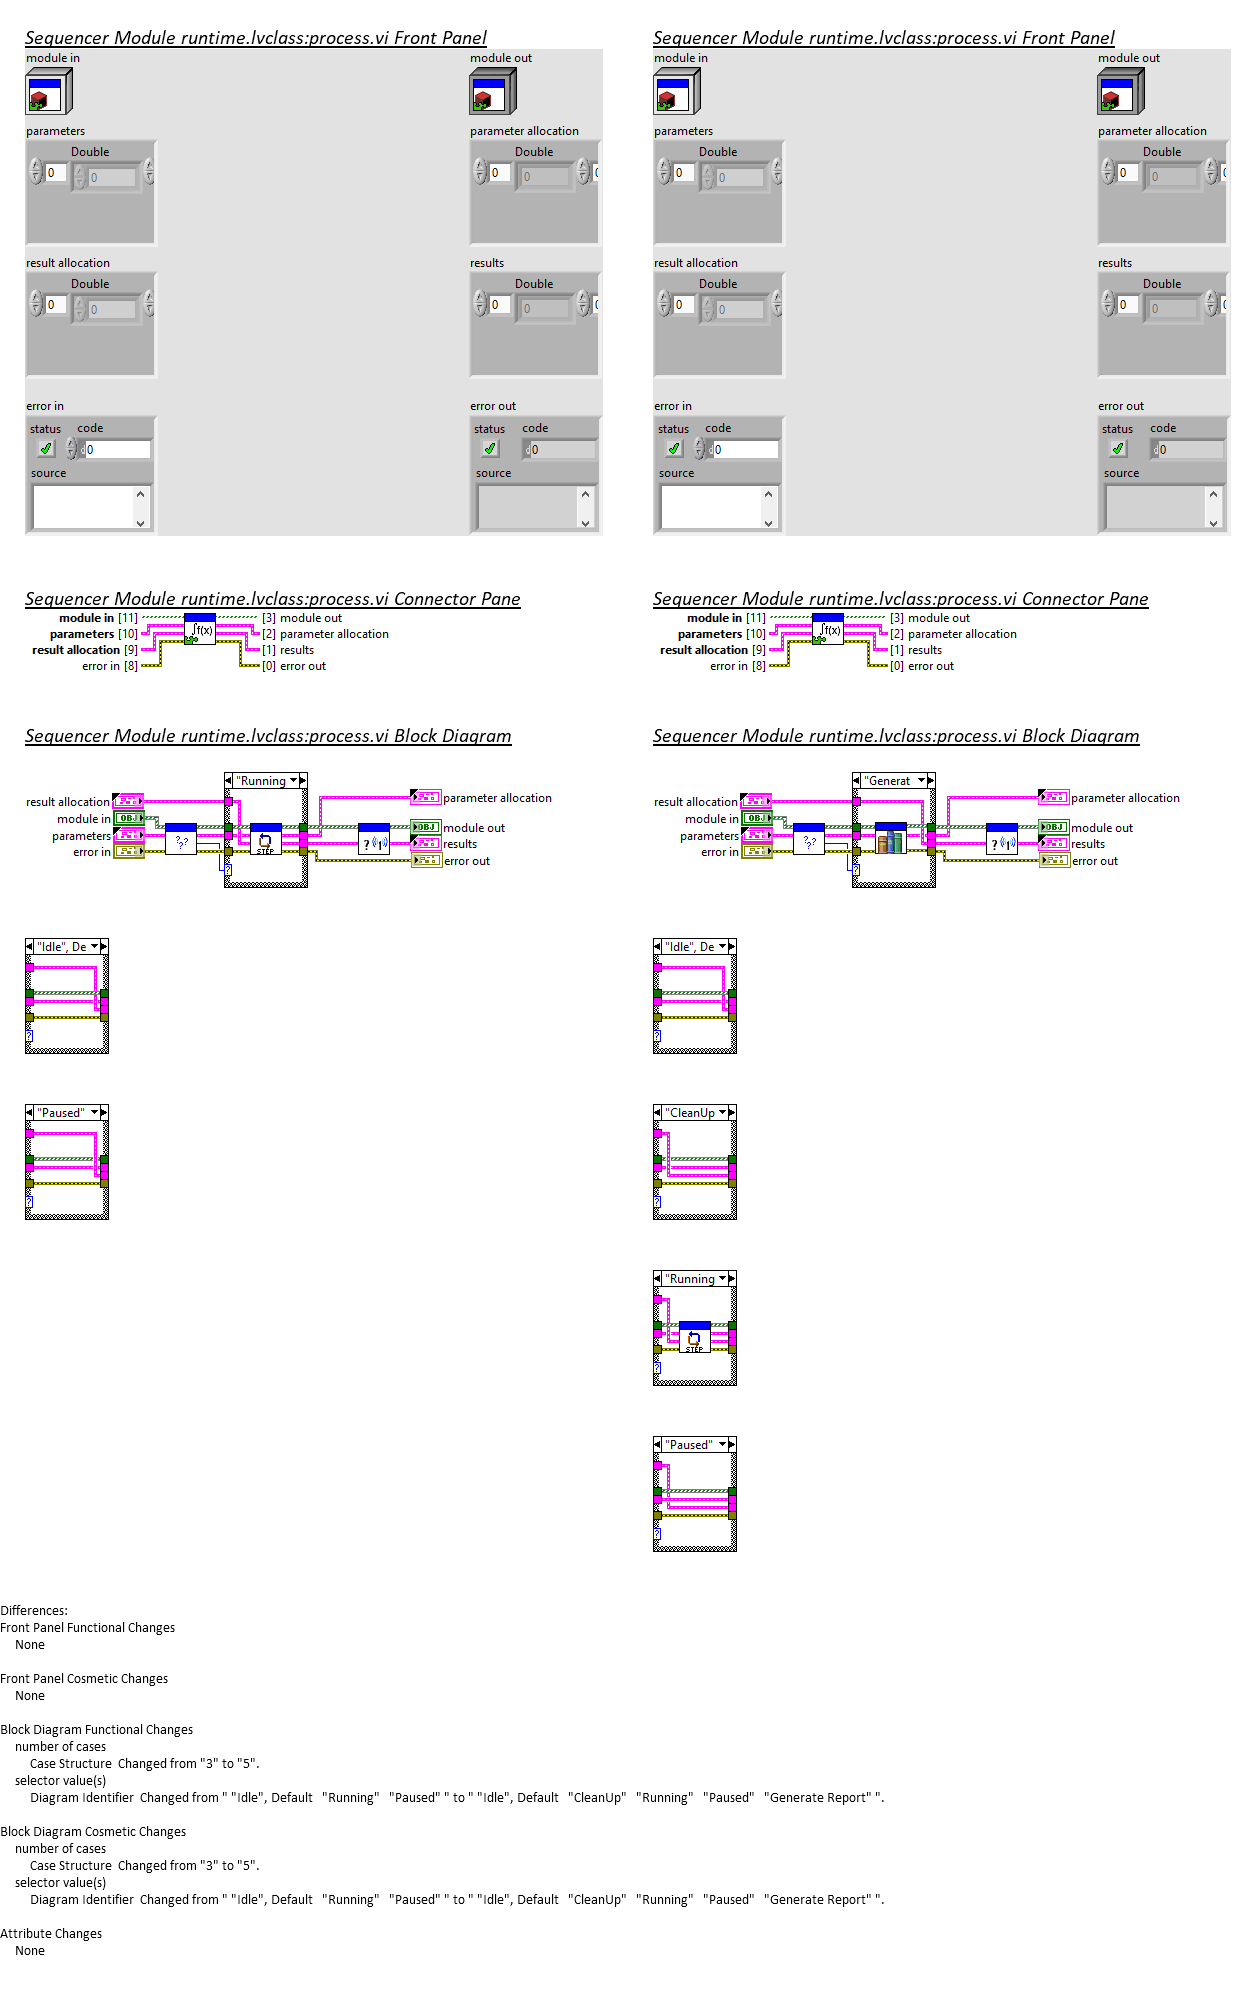 Sequencer Module runtime.lvclass:process.vi Front Panel
module in
module out
parameters
parameter allocation
Double
Double
0
0
0
0
result allocation
results
Double
Double
0
0
0
0
error in
error out
status
code
status
code
0
0
source
source
Sequencer Module runtime.lvclass:process.vi Connector Pane
module in [11]
[3] module out
parameters [10]
[2] parameter allocation
result allocation [9]
[1] results
error in [8]
[0] error out
∫f(x)
Sequencer Module runtime.lvclass:process.vi Block Diagram
"Running
result allocation
module in
parameters
error in
OBJ
???
STEP
?
parameter allocation
module out
results
error out
OBJ
"Idle", De
?
"Paused"
?
Sequencer Module runtime.lvclass:process.vi Front Panel
module in
module out
parameters
parameter allocation
Double
Double
0
0
0
0
result allocation
results
Double
Double
0
0
0
0
error in
error out
status
code
status
code
0
0
source
source
Sequencer Module runtime.lvclass:process.vi Connector Pane
module in [11]
[3] module out
parameters [10]
[2] parameter allocation
result allocation [9]
[1] results
error in [8]
[0] error out
∫f(x)
Sequencer Module runtime.lvclass:process.vi Block Diagram
"Generat
result allocation
module in
parameters
error in
OBJ
???
?
parameter allocation
module out
results
error out
OBJ
"Idle", De
?
"CleanUp
?
"Running
STEP
?
"Paused"
?
Differences:
Front Panel Functional Changes
None
Front Panel Cosmetic Changes
None
Block Diagram Functional Changes
number of cases
Case Structure  Changed from "3" to "5".
selector value(s)
Diagram Identifier  Changed from " "Idle", Default   "Running"   "Paused" " to " "Idle", Default   "CleanUp"   "Running"   "Paused"   "Generate Report" ".
Block Diagram Cosmetic Changes
number of cases
Case Structure  Changed from "3" to "5".
selector value(s)
Diagram Identifier  Changed from " "Idle", Default   "Running"   "Paused" " to " "Idle", Default   "CleanUp"   "Running"   "Paused"   "Generate Report" ".
Attribute Changes
None